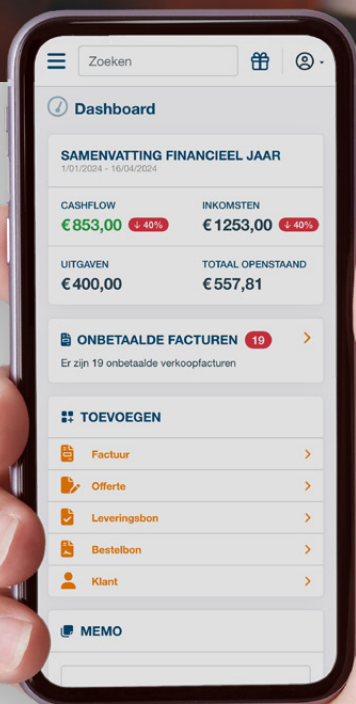 Zoeken
Dashboard
SAMENVATTING FINANCIEEL JAAR
1/01/2024 - 16/04/2024
CASHFLOW INKOMSTEN
€ 853,00 ↓ 40% € 1253,00 ↓ 40%
UITGAVEN TOTAAL OPENSTAAND
€ 400,00 € 557,81
ONBETAALDE FACTUREN 19
Er zijn 19 onbetaalde verkoopfacturen
TOEVOEGEN
Factuur
Offerte
Leveringsbon
Bestelbon
Klant
MEMO